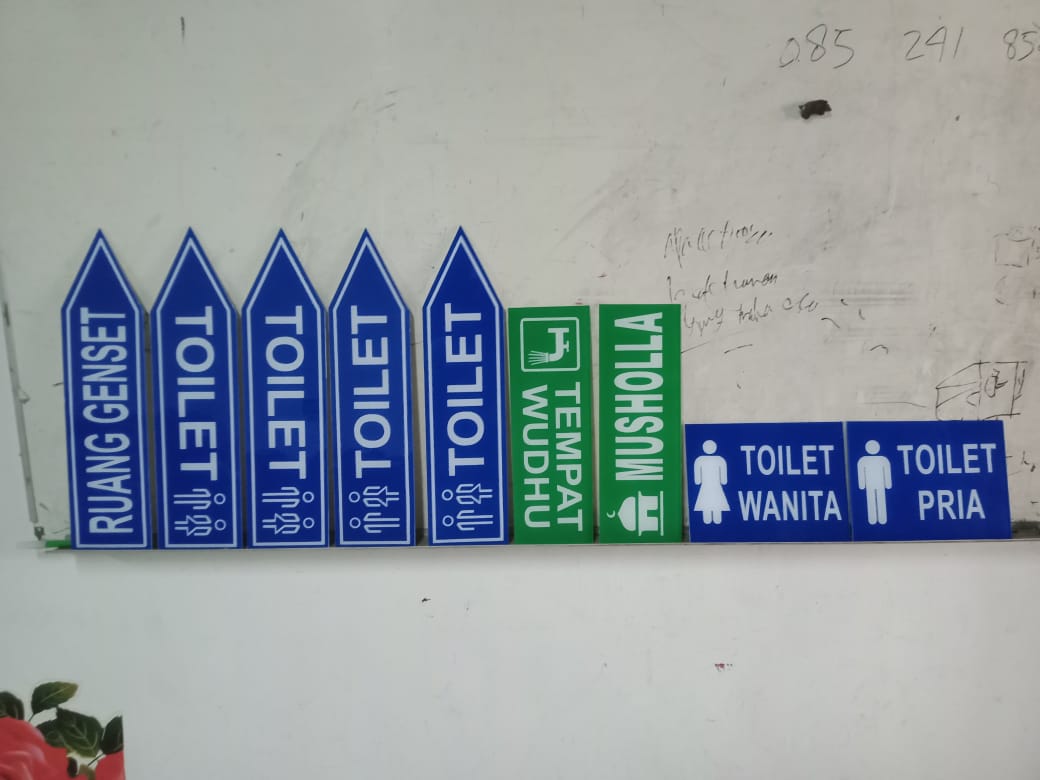 0.85 241 85
RUANG GENSET
TOILET
TOILET
TOILET
TOILET
TEMPAT
WUDHU
MUSHOLLA
TOILET
WANITA
TOILET
PRIA